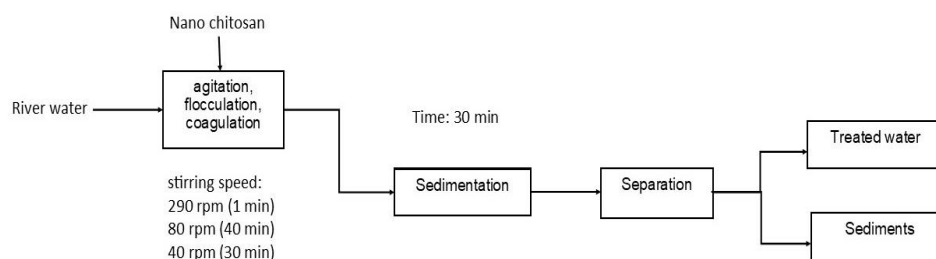 Nano chitosan
River water
agitation,
flocculation,
coagulation
stirring speed:
290 rpm (1 min)
80 rpm (40 min)
40 rpm (30 min)
Time: 30 min
Sedimentation
Separation
Treated water
Sediments